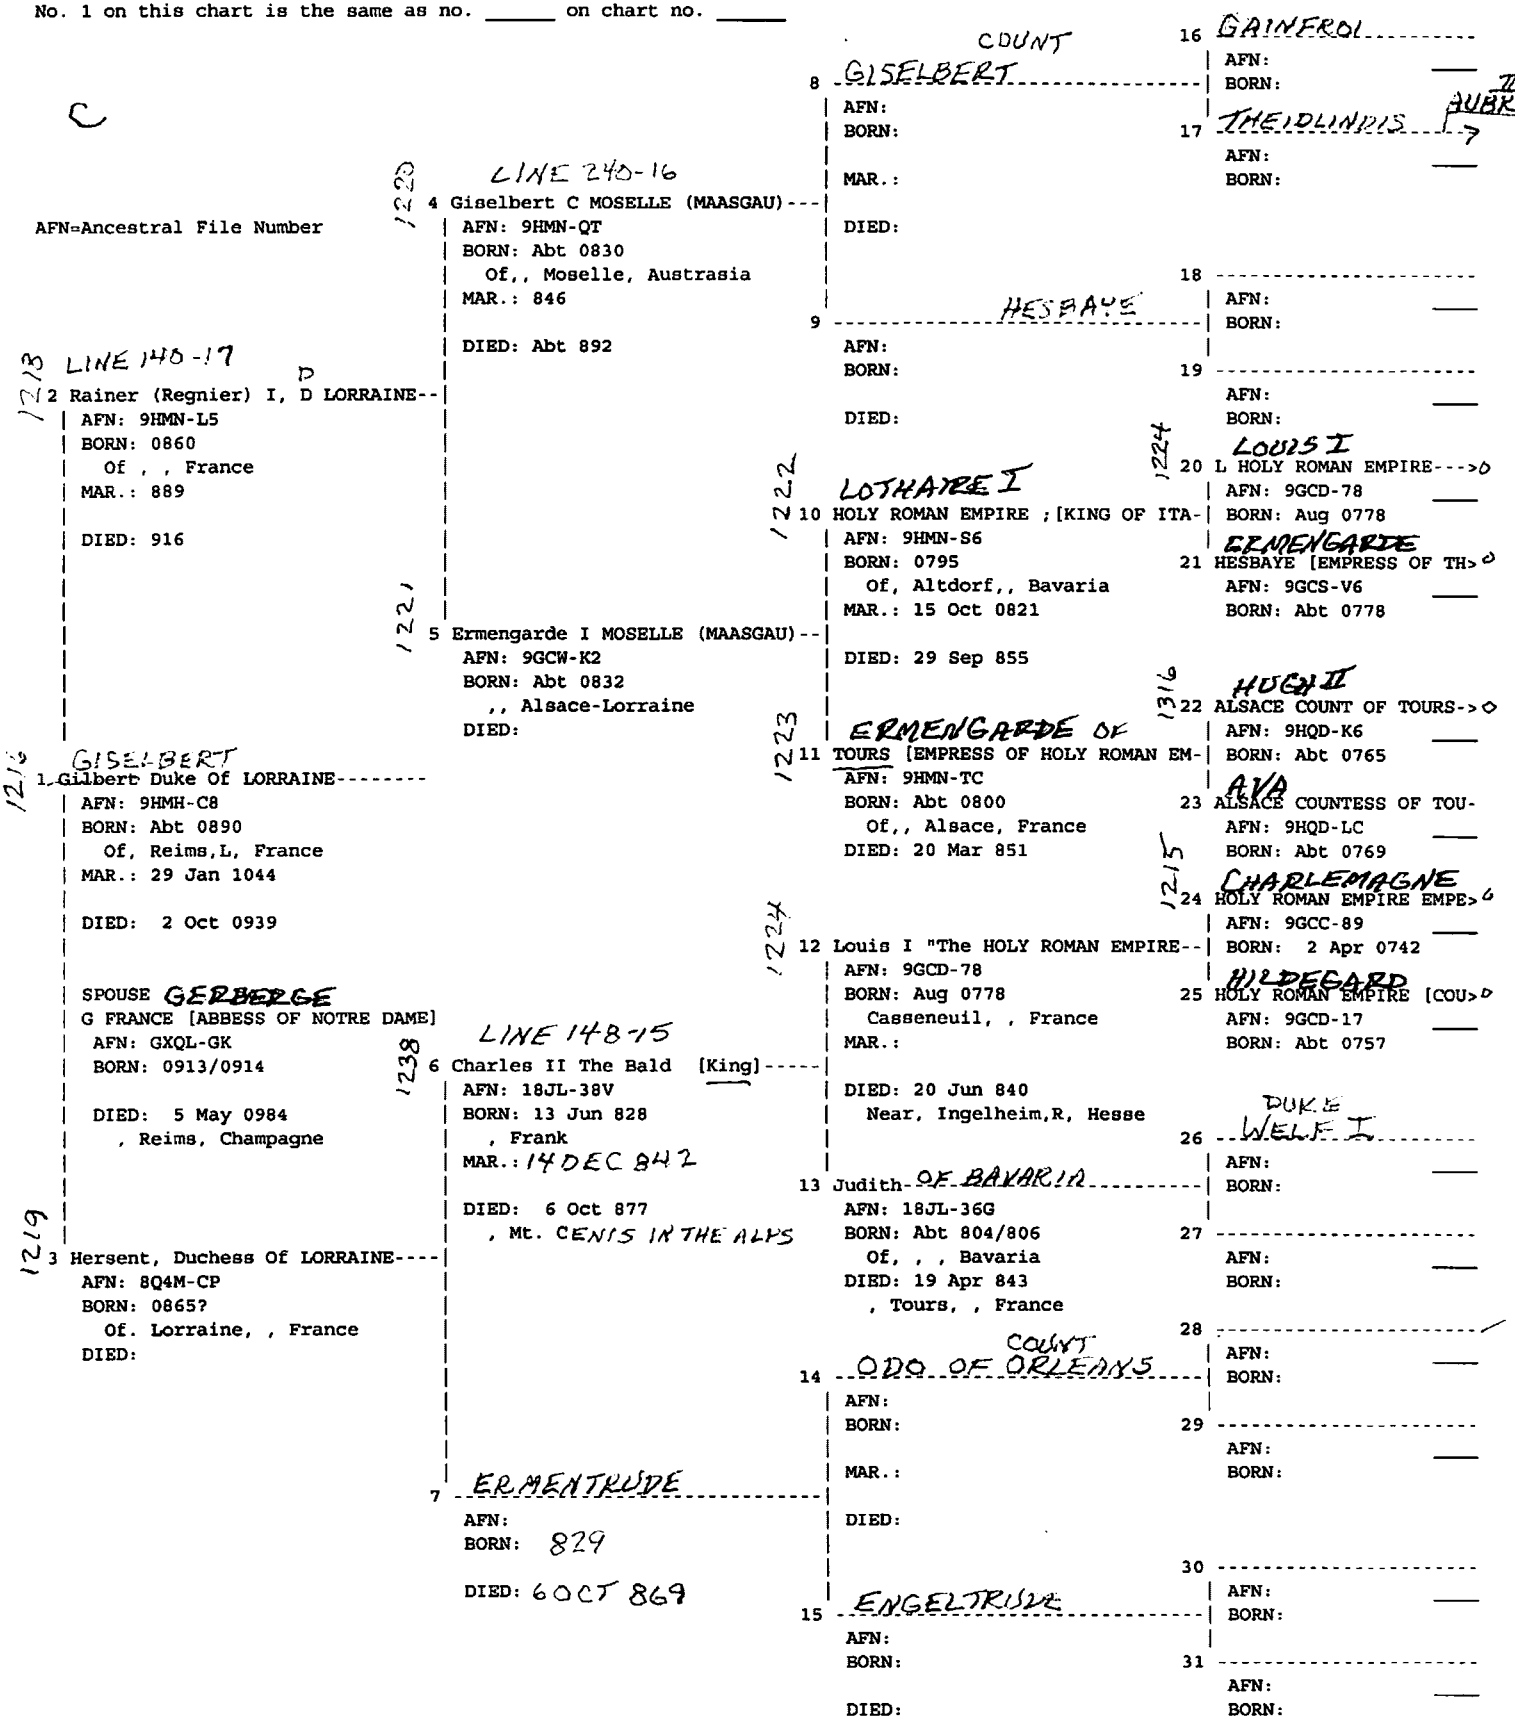 No. 1 on this chart is the same as no. ______ on chart no. ______
C
AFN=Ancestral File Number
1216
GISELBERT
1 Gilbert Duke Of LORRAINE--------
AFN: 9HMH-C8
BORN: Abt 0890
Of, Reims,L, France
MAR.: 29 Jan 1044
DIED: 2 Oct 0939
SPOUSE GERBERGE
G FRANCE [ABBESS OF NOTRE DAME]
AFN: GXQL-GK
BORN: 0913/0914
DIED: 5 May 0984
, Reims, Champagne
1213
LINE 140-17
D
2 Rainer (Regnier) I, D LORRAINE--
AFN: 9HMN-L5
BORN: 0860
Of , , France
MAR.: 889
DIED: 916
1219
3 Hersent, Duchess Of LORRAINE----
AFN: 8Q4M-CP
BORN: 0865?
Of. Lorraine, , France
DIED:
1220
LINE 240-16
4 Giselbert C MOSELLE (MAASGAU)---
AFN: 9HMN-QT
BORN: Abt 0830
Of,, Moselle, Austrasia
MAR.: 846
DIED: Abt 892
1221
5 Ermengarde I MOSELLE (MAASGAU)--
AFN: 9GCW-K2
BORN: Abt 0832
,, Alsace-Lorraine
DIED:
1238
LINE 148-15
6 Charles II The Bald [King]-----
AFN: 18JL-38V
BORN: 13 Jun 828
, Frank
MAR.: 14 DEC 842
DIED: 6 Oct 877
, Mt. CENIS IN THE ALPS
7 ERMENTRUDE
AFN:
BORN: 829
DIED: 6 OCT 869
COUNT
8 GISELBERT
AFN:
BORN:
MAR.:
DIED:
9 HESBAYE
AFN:
BORN:
DIED:
1222
LOTHAIRE I
10 HOLY ROMAN EMPIRE ;[KING OF ITA-
AFN: 9HMN-S6
BORN: 0795
Of, Altdorf,, Bavaria
MAR.: 15 Oct 0821
DIED: 29 Sep 855
1223
ERMENGARDE OF
11 TOURS [EMPRESS OF HOLY ROMAN EM-
AFN: 9HMN-TC
BORN: Abt 0800
Of,, Alsace, France
DIED: 20 Mar 851
1224
12 Louis I "The HOLY ROMAN EMPIRE--
AFN: 9GCD-78
BORN: Aug 0778
Casseneuil, , France
MAR.:
DIED: 20 Jun 840
Near, Ingelheim,R, Hesse
13 Judith OF BAVARIA
AFN: 18JL-36G
BORN: Abt 804/806
Of, , , Bavaria
DIED: 19 Apr 843
, Tours, , France
COUNT
14 ODO OF ORLEANS
AFN:
BORN:
MAR.:
DIED:
15 ENGELTRUDE
AFN:
BORN:
DIED:
16 GAINFROI
AFN:
BORN:
II
AUBR
17 THEIDLINDIS
AFN:
BORN:
18
AFN:
BORN:
19
AFN:
BORN:
1224
LOUIS I
20 L HOLY ROMAN EMPIRE--->
AFN: 9GCD-78
BORN: Aug 0778
ERMENGARDE
21 HESBAYE [EMPRESS OF TH>
AFN: 9GCS-V6
BORN: Abt 0778
1316
HUGH II
22 ALSACE COUNT OF TOURS->
AFN: 9HQD-K6
BORN: Abt 0765
AVA
23 ALSACE COUNTESS OF TOU-
AFN: 9HQD-LC
BORN: Abt 0769
1215
CHARLEMAGNE
24 HOLY ROMAN EMPIRE EMPE>
AFN: 9GCC-89
BORN: 2 Apr 0742
HILDEGARD
25 HOLY ROMAN EMPIRE [COU>
AFN: 9GCD-17
BORN: Abt 0757
DUKE
26 WELF I
AFN:
BORN:
27
AFN:
BORN:
28
AFN:
BORN:
29
AFN:
BORN:
30
AFN:
BORN:
31
AFN:
BORN: